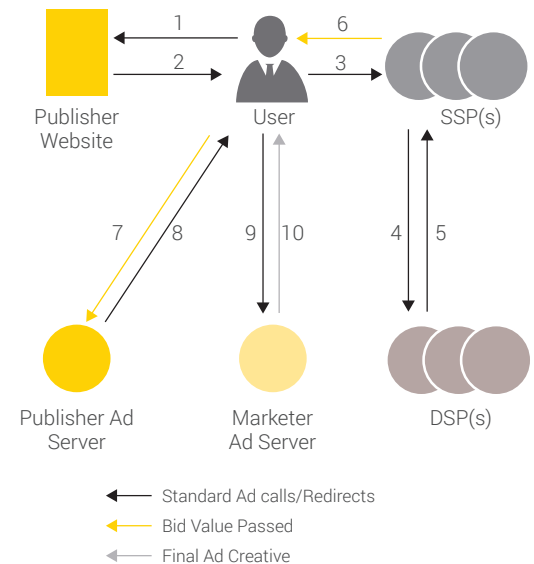 1
6
2
3
Publisher
Website
User
SSP(s)
7
8
9
10
4
5
Publisher Ad
Server
Marketer
Ad Server
DSP(s)
Standard Ad calls/Redirects
Bid Value Passed
Final Ad Creative